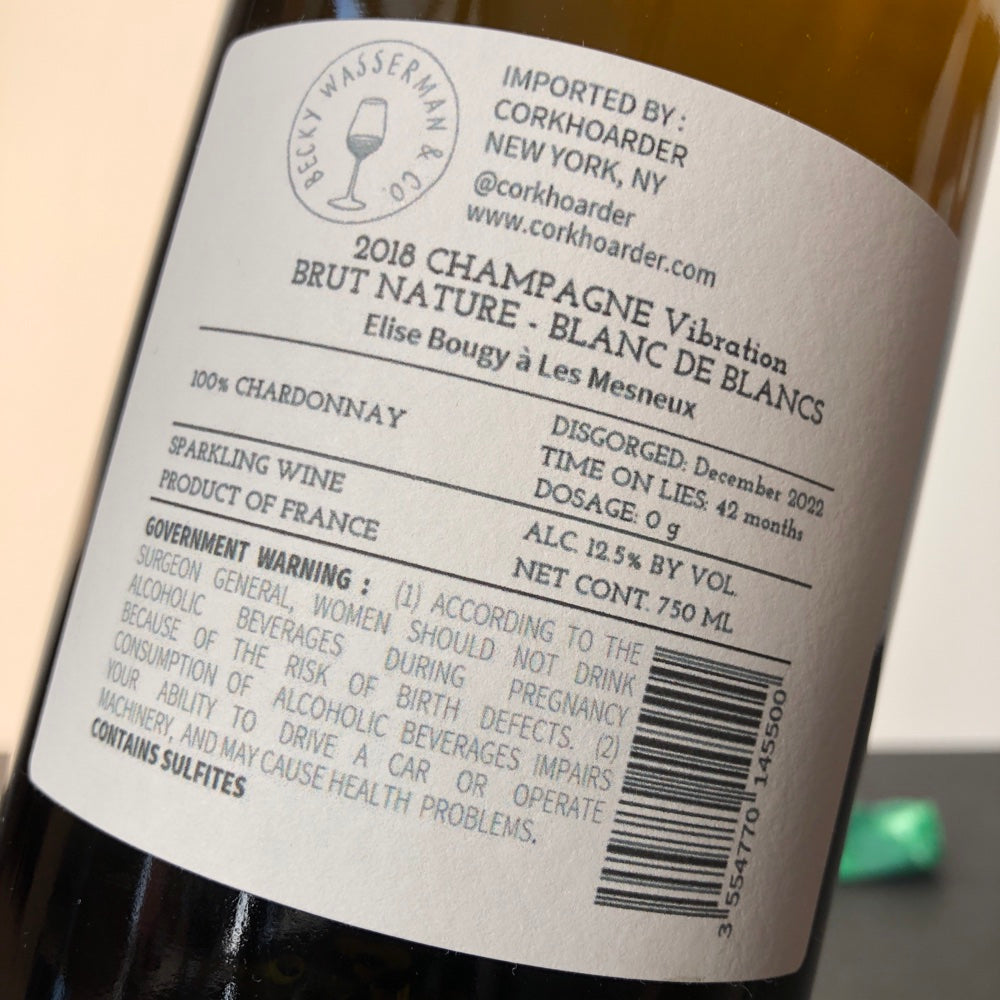 BECKY WASSERMAN & CO.
IMPORTED BY:
CORKHOARDER
NEW YORK, NY
@corkhoarder
www.corkhoarder.com
2018 CHAMPAGNE Vibration
BRUT NATURE - BLANC DE BLANCS
Elise Bougy à Les Mesneux
100% CHARDONNAY
DISGORGED: December 2022
TIME ON LIES: 42 months
DOSAGE: 0 g
SPARKLING WINE
PRODUCT OF FRANCE
ALC. 12.5% BY VOL.
NET CONT. 750 ML
GOVERNMENT WARNING : (1) ACCORDING TO THE
SURGEON GENERAL, WOMEN SHOULD NOT DRINK
ALCOHOLIC BEVERAGES DURING PREGNANCY
BECAUSE OF THE RISK OF BIRTH DEFECTS. (2)
CONSUMPTION OF ALCOHOLIC BEVERAGES IMPAIRS
YOUR ABILITY TO DRIVE A CAR OR OPERATE
MACHINERY, AND MAY CAUSE HEALTH PROBLEMS.
CONTAINS SULFITES
3 554770 145500